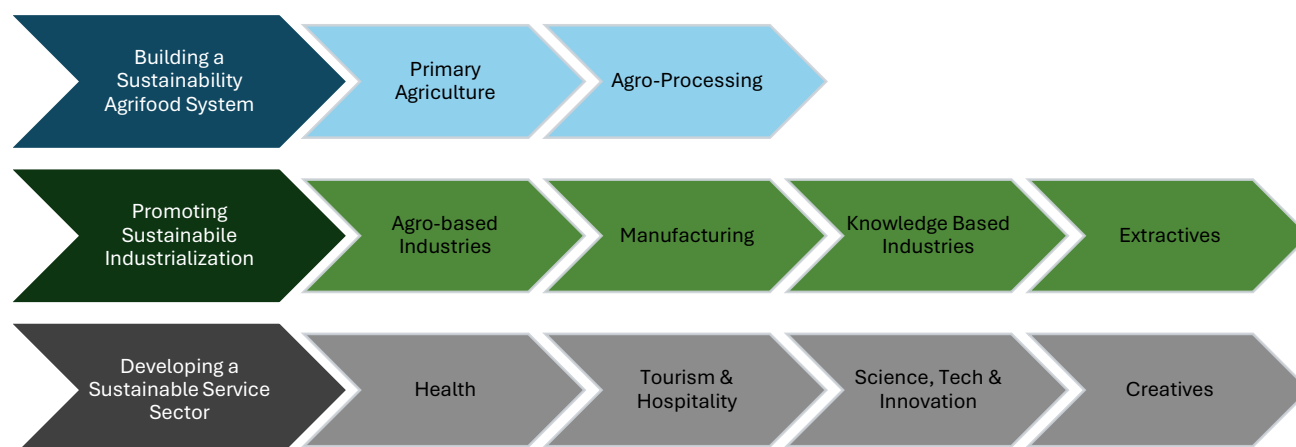 Building a
Sustainability
Agrifood System
Primary
Agriculture
Agro-Processing
Promoting
Sustainabile
Industrialization
Agro-based
Industries
Manufacturing
Knowledge Based
Industries
Extractives
Developing a
Sustainable Service
Sector
Health
Tourism &
Hospitality
Science, Tech &
Innovation
Creatives